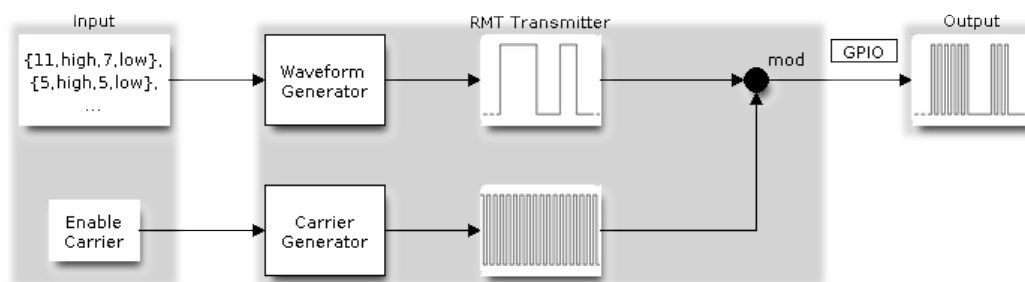 Input
RMT Transmitter
Output
{11,high,7,low},
{5,high,5,low},
...
Waveform
Generator
mod
GPIO
Enable
Carrier
Carrier
Generator